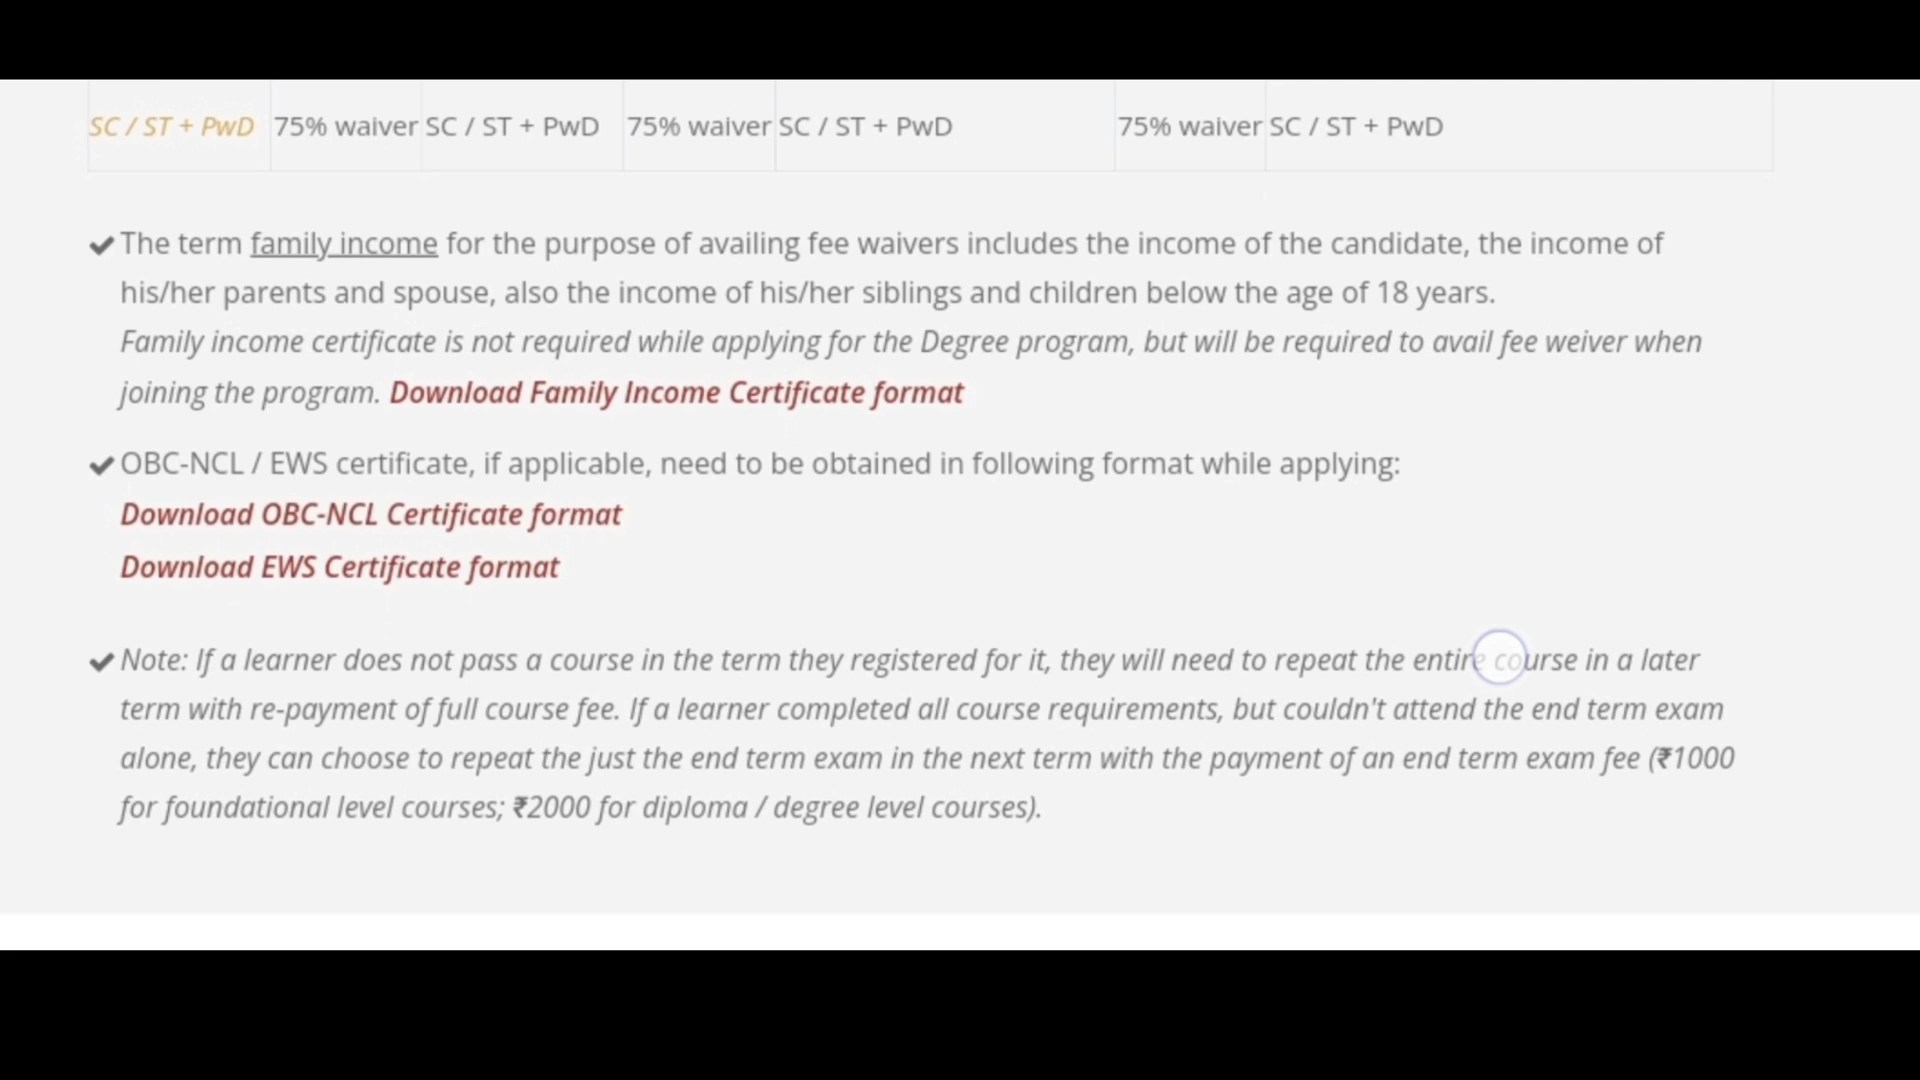 SC / ST + PwD 75% waiver SC / ST + PwD 75% waiver SC / ST + PwD 75% waiver SC / ST + PwD
The term family income for the purpose of availing fee waivers includes the income of the candidate, the income of
his/her parents and spouse, also the income of his/her siblings and children below the age of 18 years.
Family income certificate is not required while applying for the Degree program, but will be required to avail fee weiver when
joining the program. Download Family Income Certificate format
OBC-NCL / EWS certificate, if applicable, need to be obtained in following format while applying:
Download OBC-NCL Certificate format
Download EWS Certificate format
Note: If a learner does not pass a course in the term they registered for it, they will need to repeat the entire course in a later
term with re-payment of full course fee. If a learner completed all course requirements, but couldn't attend the end term exam
alone, they can choose to repeat the just the end term exam in the next term with the payment of an end term exam fee (₹1000
for foundational level courses; ₹2000 for diploma / degree level courses).